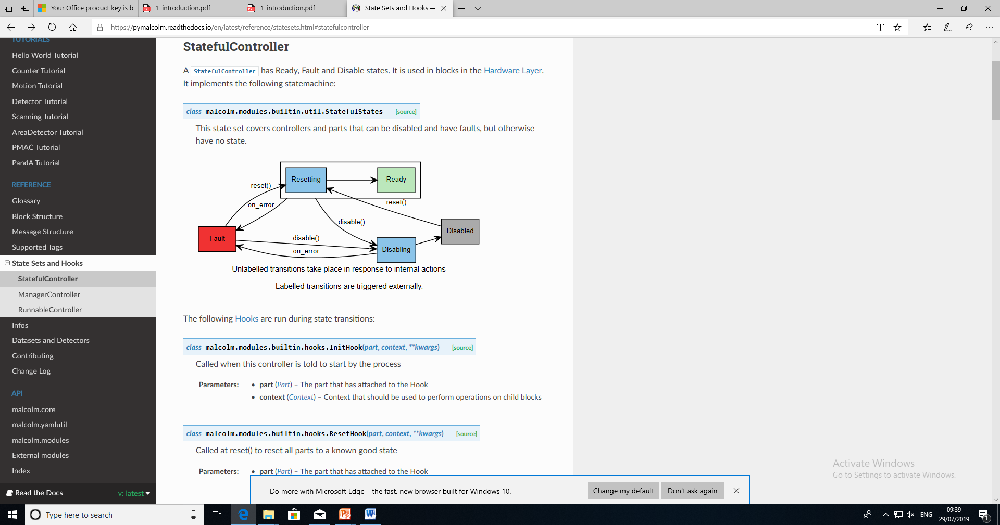 Your Office product key is b
1-introduction.pdf
1-introduction.pdf
State Sets and Hooks —
https://pymalcolm.readthedocs.io/en/latest/reference/statesets.html#statefulcontroller
TUTORIALS
Hello World Tutorial
Counter Tutorial
Motion Tutorial
Detector Tutorial
Scanning Tutorial
AreaDetector Tutorial
PMAC Tutorial
PandA Tutorial
REFERENCE
Glossary
Block Structure
Message Structure
Supported Tags
State Sets and Hooks
StatefulController
ManagerController
RunnableController
Infos
Datasets and Detectors
Contributing
Change Log
API
malcolm.core
malcolm.yamlutil
malcolm.modules
External modules
Index
Read the Docs v: latest
StatefulController
A StatefulController has Ready, Fault and Disable states. It is used in blocks in the Hardware Layer.
It implements the following statemachine:
class malcolm.modules.builtin.util.StatefulStates [source]
This state set covers controllers and parts that can be disabled and have faults, but otherwise
have no state.
Resetting
Ready
reset()
on_error
reset()
disable()
Disabled
Fault
disable()
on_error
Disabling
Unlabelled transitions take place in response to internal actions
Labelled transitions are triggered externally.
The following Hooks are run during state transitions:
class malcolm.modules.builtin.hooks.InitHook(part, context, **kwargs) [source]
Called when this controller is told to start by the process
Parameters: • part (Part) – The part that has attached to the Hook
• context (Context) – Context that should be used to perform operations on child blocks
class malcolm.modules.builtin.hooks.ResetHook(part, context, **kwargs) [source]
Called at reset() to reset all parts to a known good state
Parameters: • part (Part) – The part that has attached to the Hook
Activate Windows
Go to Settings to activate Windows.
Do more with Microsoft Edge – the fast, new browser built for Windows 10.
Change my default
Don't ask again
Type here to search
ENG
09:39
29/07/2019
1